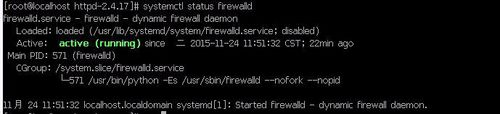 [root@localhost httpd-2.4.17]# systemctl status firewalld
firewalld.service - firewalld - dynamic firewall daemon
Loaded: loaded (/usr/lib/systemd/system/firewalld.service; disabled)
Active: active (running) since 二 2015-11-24 11:51:32 CST; 22min ago
Main PID: 571 (firewalld)
CGroup: /system.slice/firewalld.service
└─571 /usr/bin/python -Es /usr/sbin/firewalld --nofork --nopid
11月 24 11:51:32 localhost.localdomain systemd[1]: Started firewalld - dynamic firewall daemon.